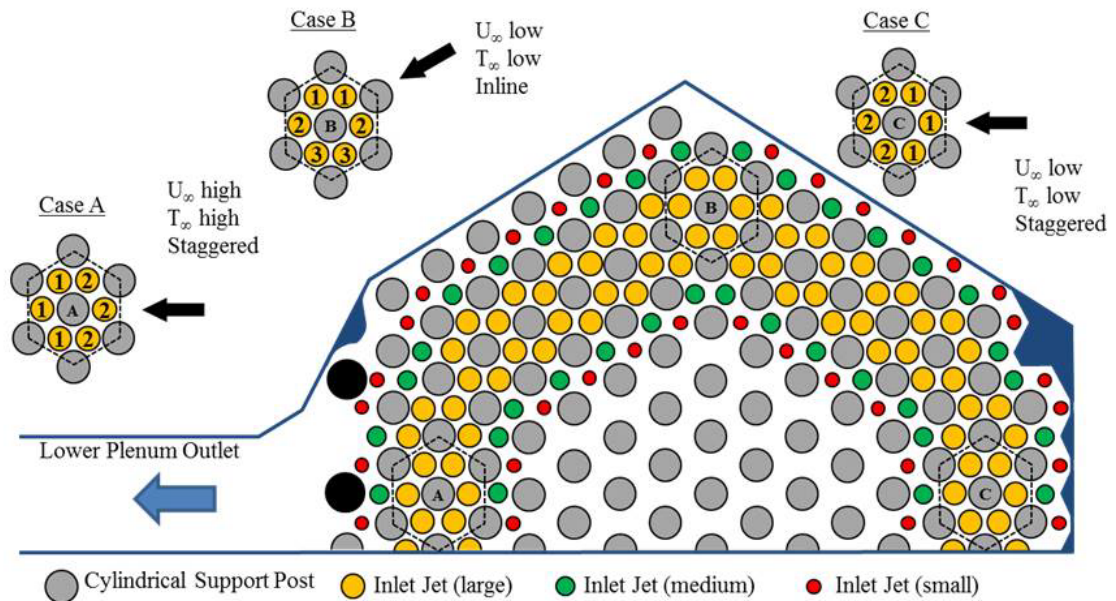 Case B
U∞ low
T∞ low
Inline
1 1
2 B 2
3 3
Case C
2 1
2 C 1
2 1
U∞ low
T∞ low
Staggered
Case A
U∞ high
T∞ high
Staggered
1 2
1 A 2
1 2
B
A
C
Lower Plenum Outlet
Cylindrical Support Post
Inlet Jet (large)
Inlet Jet (medium)
Inlet Jet (small)